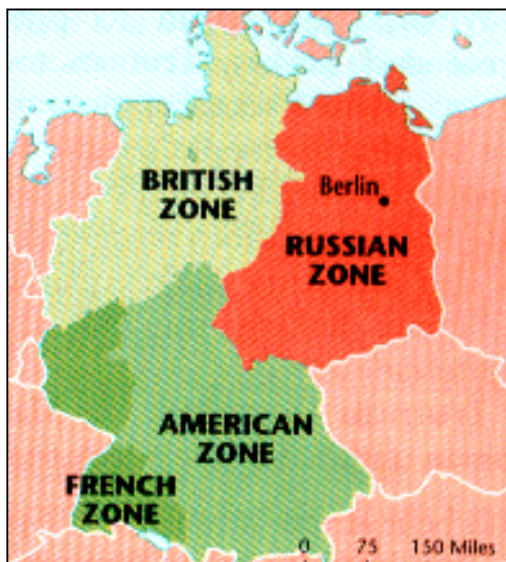 BRITISH
ZONE
Berlin
RUSSIAN
ZONE
AMERICAN
ZONE
FRENCH
ZONE
0 75 150 Miles